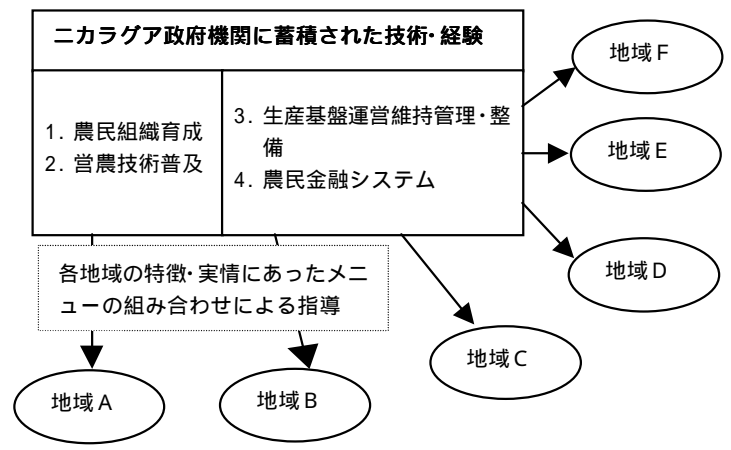 ニカラグア政府機関に蓄積された技術・経験
1. 農民組織育成
2. 営農技術普及
3. 生産基盤運営維持管理・整
備
4. 農民金融システム
地域F
地域E
地域D
各地域の特徴・実情にあったメニ
ューの組み合わせによる指導
地域C
地域A
地域B